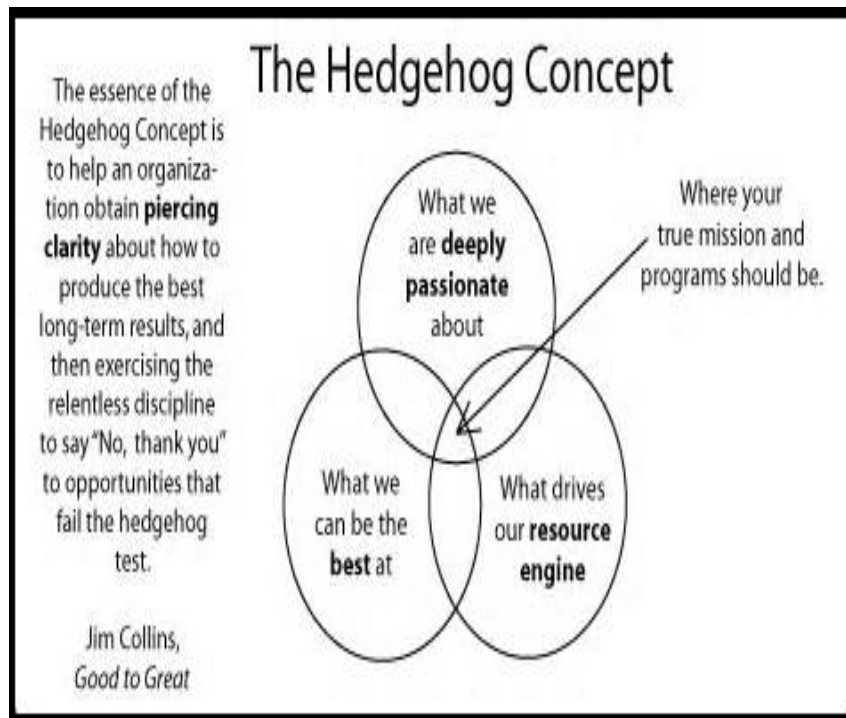 The Hedgehog Concept
The essence of the
Hedgehog Concept is
to help an organiza-
tion obtain piercing
clarity about how to
produce the best
long-term results, and
then exercising the
relentless discipline
to say "No, thank you"
to opportunities that
fail the hedgehog
test.
Jim Collins,
Good to Great
What we
are deeply
passionate
about
Where your
true mission and
programs should be.
What we
can be the
best at
What drives
our resource
engine